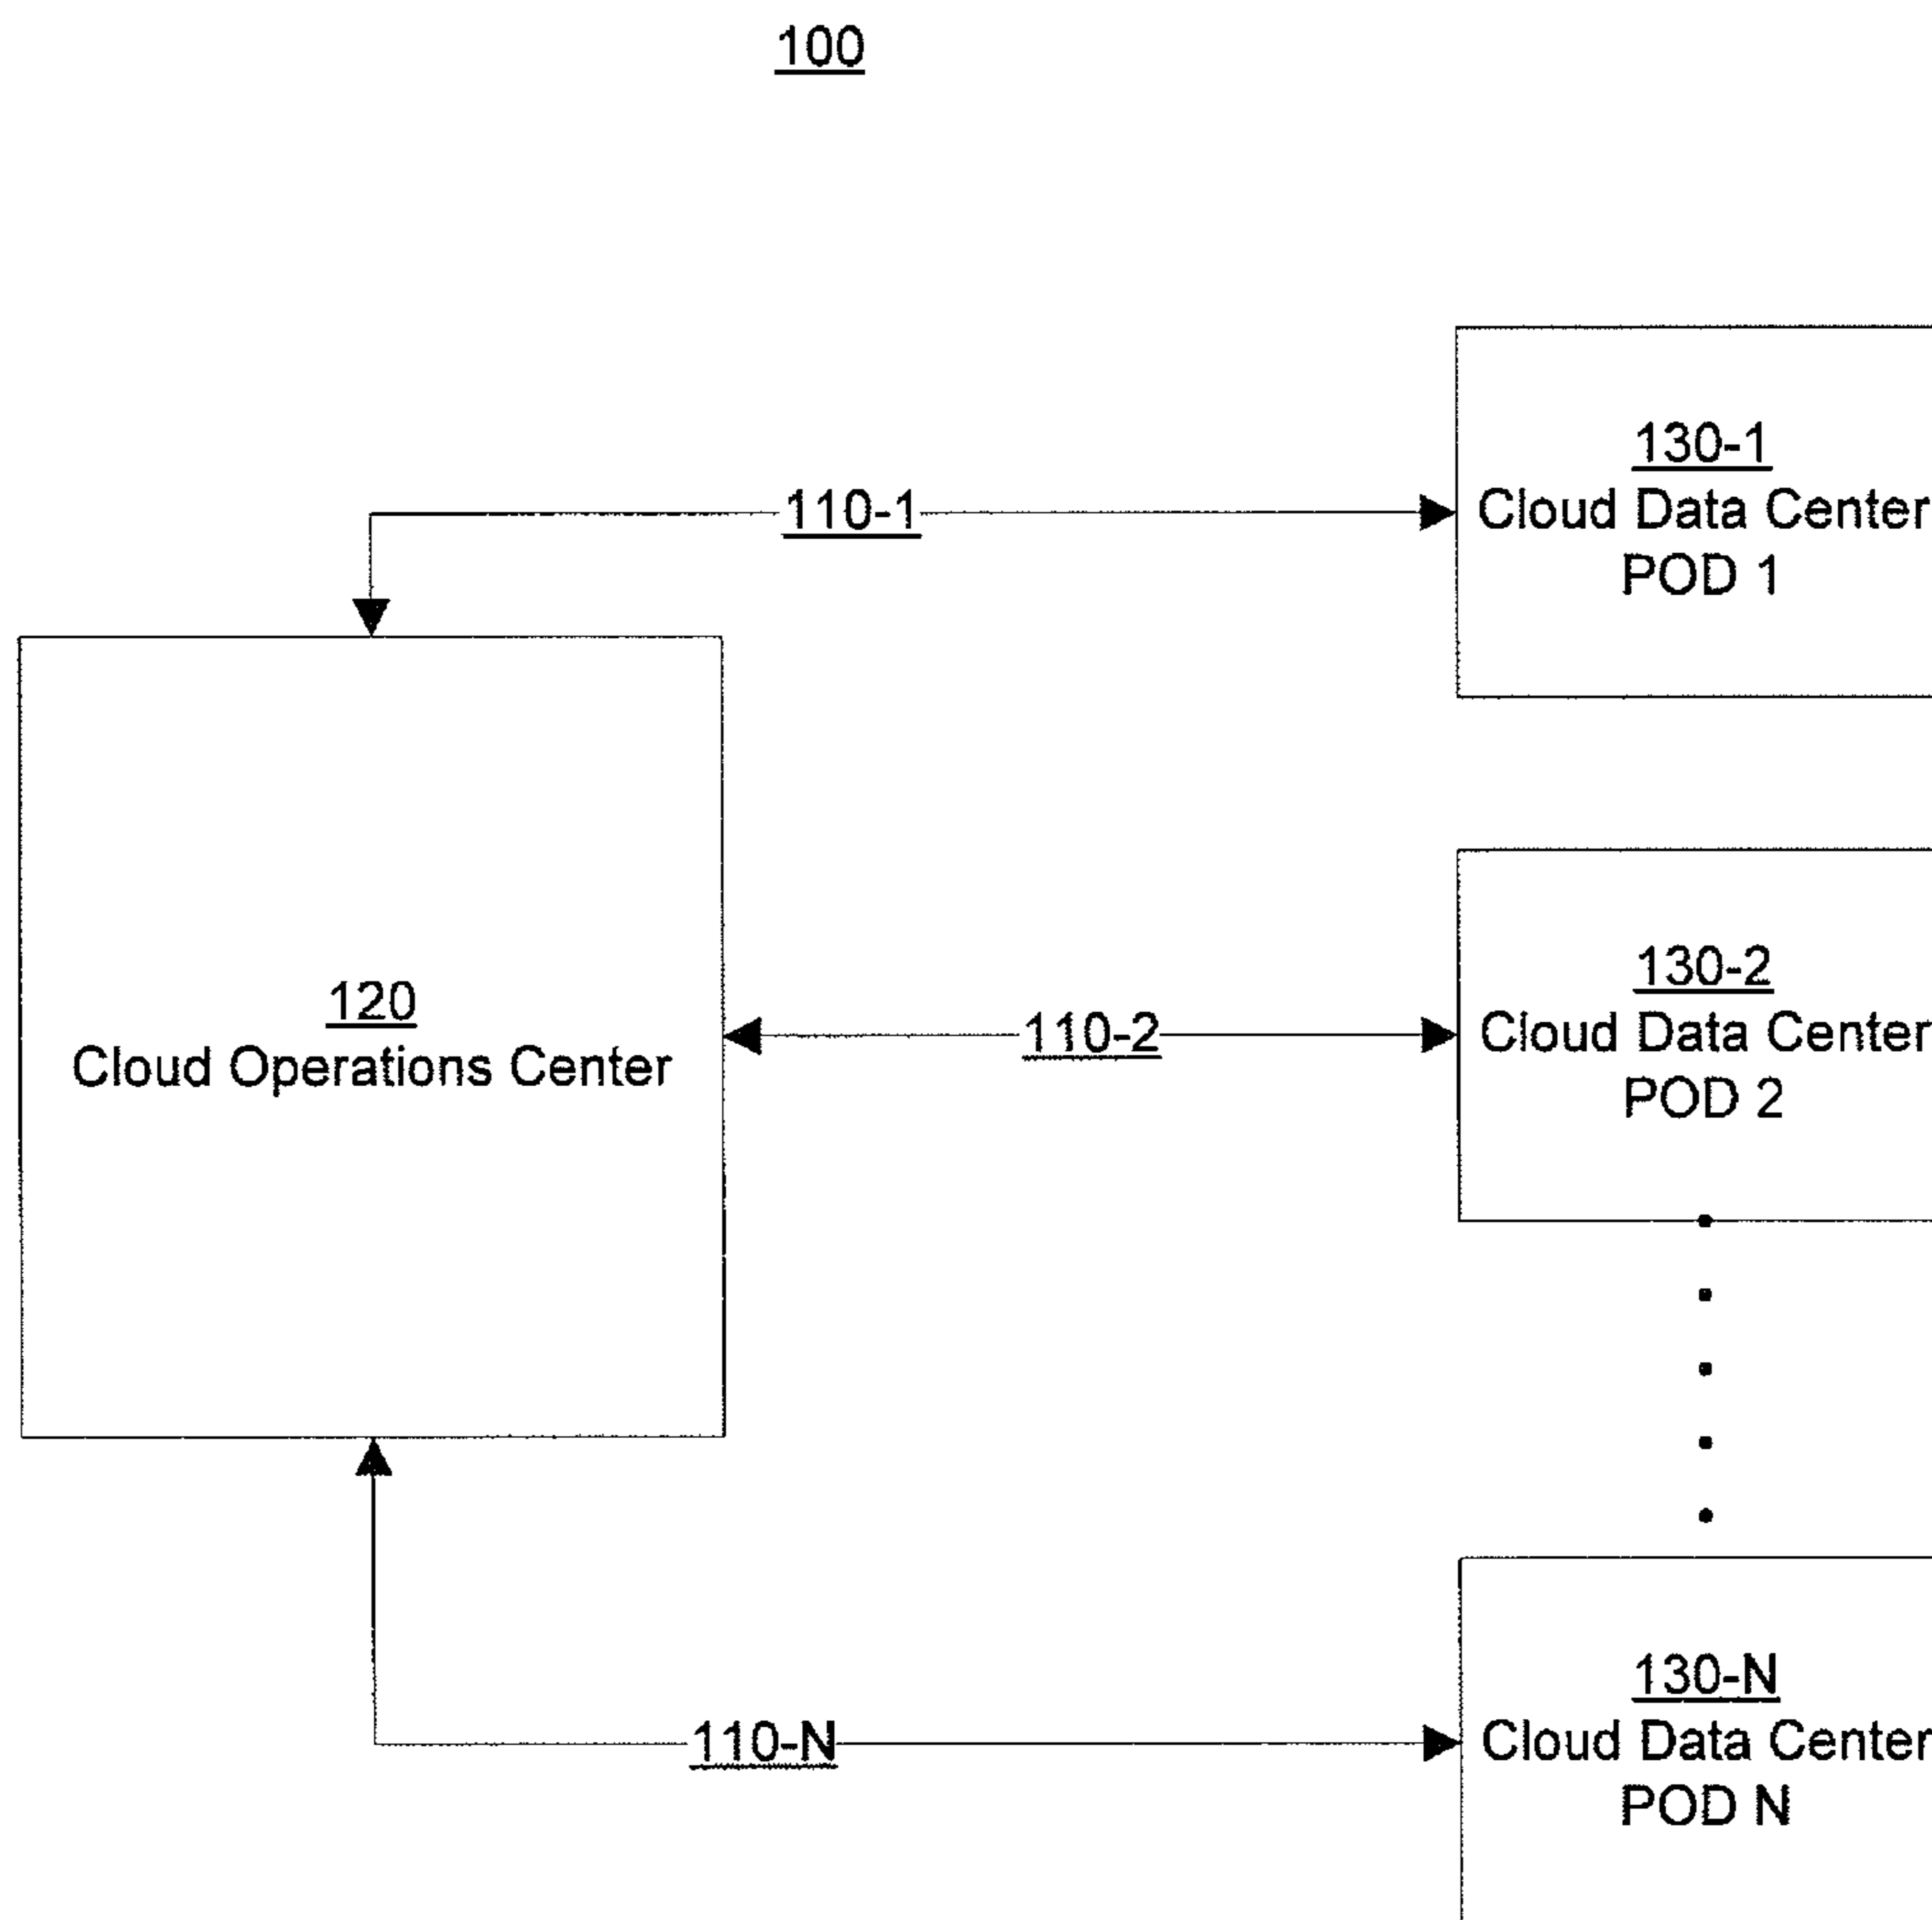 100
130-1
Cloud Data Center
POD 1
110-1
120
Cloud Operations Center
110-2
130-2
Cloud Data Center
POD 2
130-N
Cloud Data Center
POD N
110-N